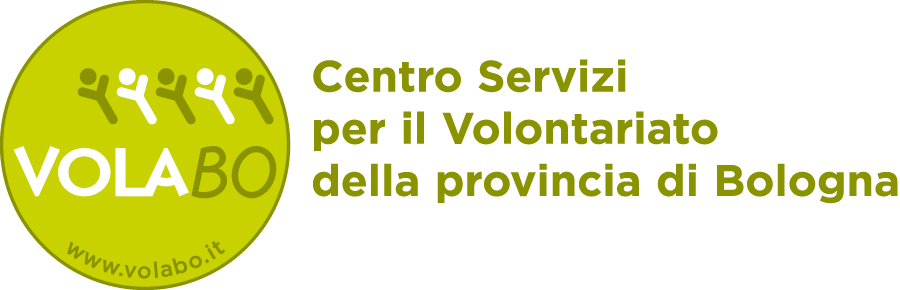 VOLABO
www.volabo.it
Centro Servizi
per il Volontariato
della provincia di Bologna